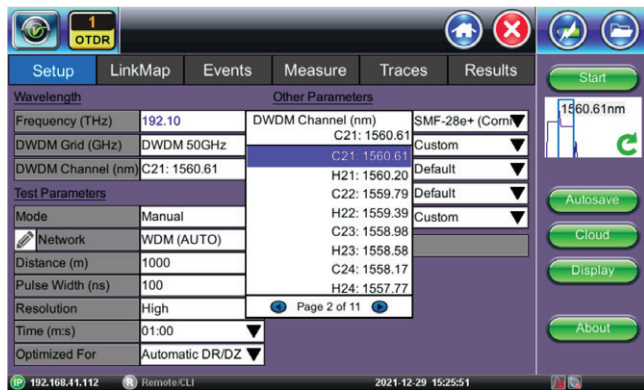 1
OTDR
Setup
LinkMap
Events
Measure
Traces
Results
Wavelength
Frequency (THz) 192.10
DWDM Grid (GHz) DWDM 50GHz
DWDM Channel (nm) C21: 1560.61
Test Parameters
Mode Manual
Network WDM (AUTO)
Distance (m) 1000
Pulse Width (ns) 100
Resolution High
Time (m:s) 01:00
Optimized For Automatic DR/DZ
Other Parameters
DWDM Channel (nm)
C21: 1560.61
C21: 1560.61
H21: 1560.20
C22: 1559.79
H22: 1559.39
C23: 1558.98
H23: 1558.58
C24: 1558.17
H24: 1557.77
Page 2 of 11
SMF-28e+ (Corni
Custom
Default
Default
Custom
Start
1560.61nm
Autosave
Cloud
Display
About
IP 192.168.41.112
R Remote/CLI
2021-12-29 15:25:51